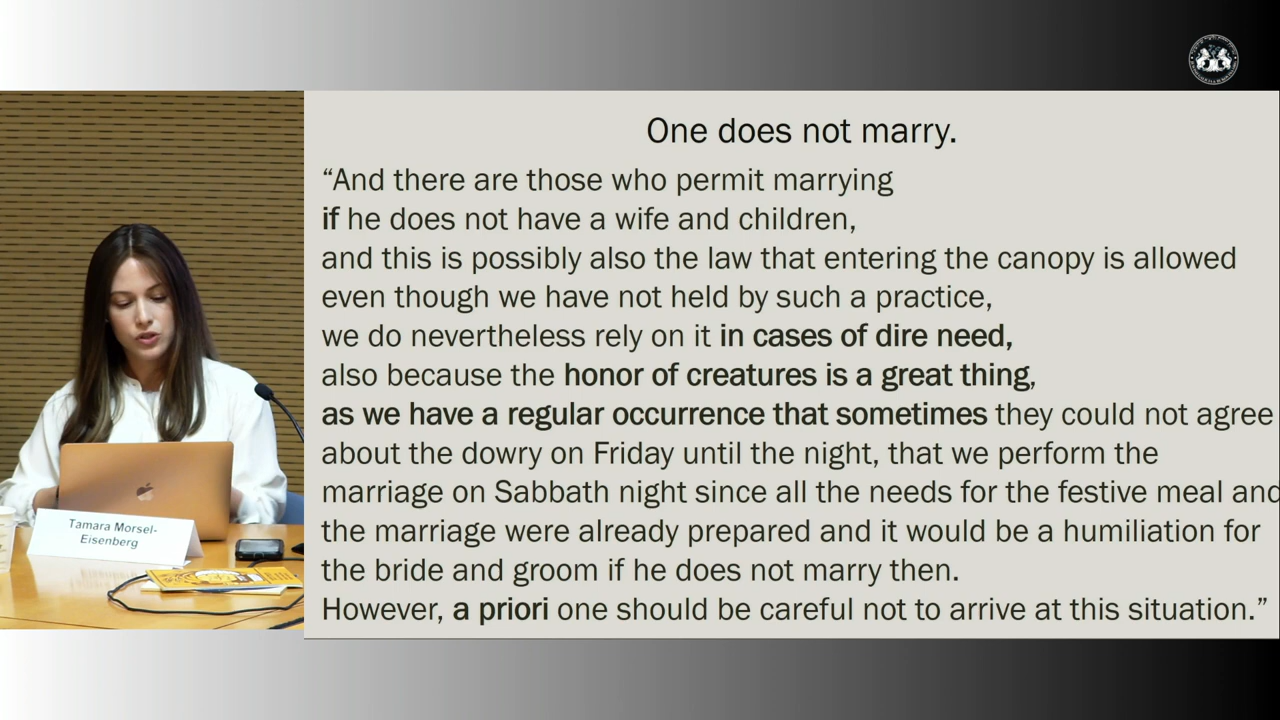 One does not marry.
“And there are those who permit marrying
if he does not have a wife and children,
and this is possibly also the law that entering the canopy is allowed
even though we have not held by such a practice,
we do nevertheless rely on it in cases of dire need,
also because the honor of creatures is a great thing,
as we have a regular occurrence that sometimes they could not agree
about the dowry on Friday until the night, that we perform the
marriage on Sabbath night since all the needs for the festive meal and
the marriage were already prepared and it would be a humiliation for
the bride and groom if he does not marry then.
However, a priori one should be careful not to arrive at this situation.”
Tamara Morsel-
Eisenberg